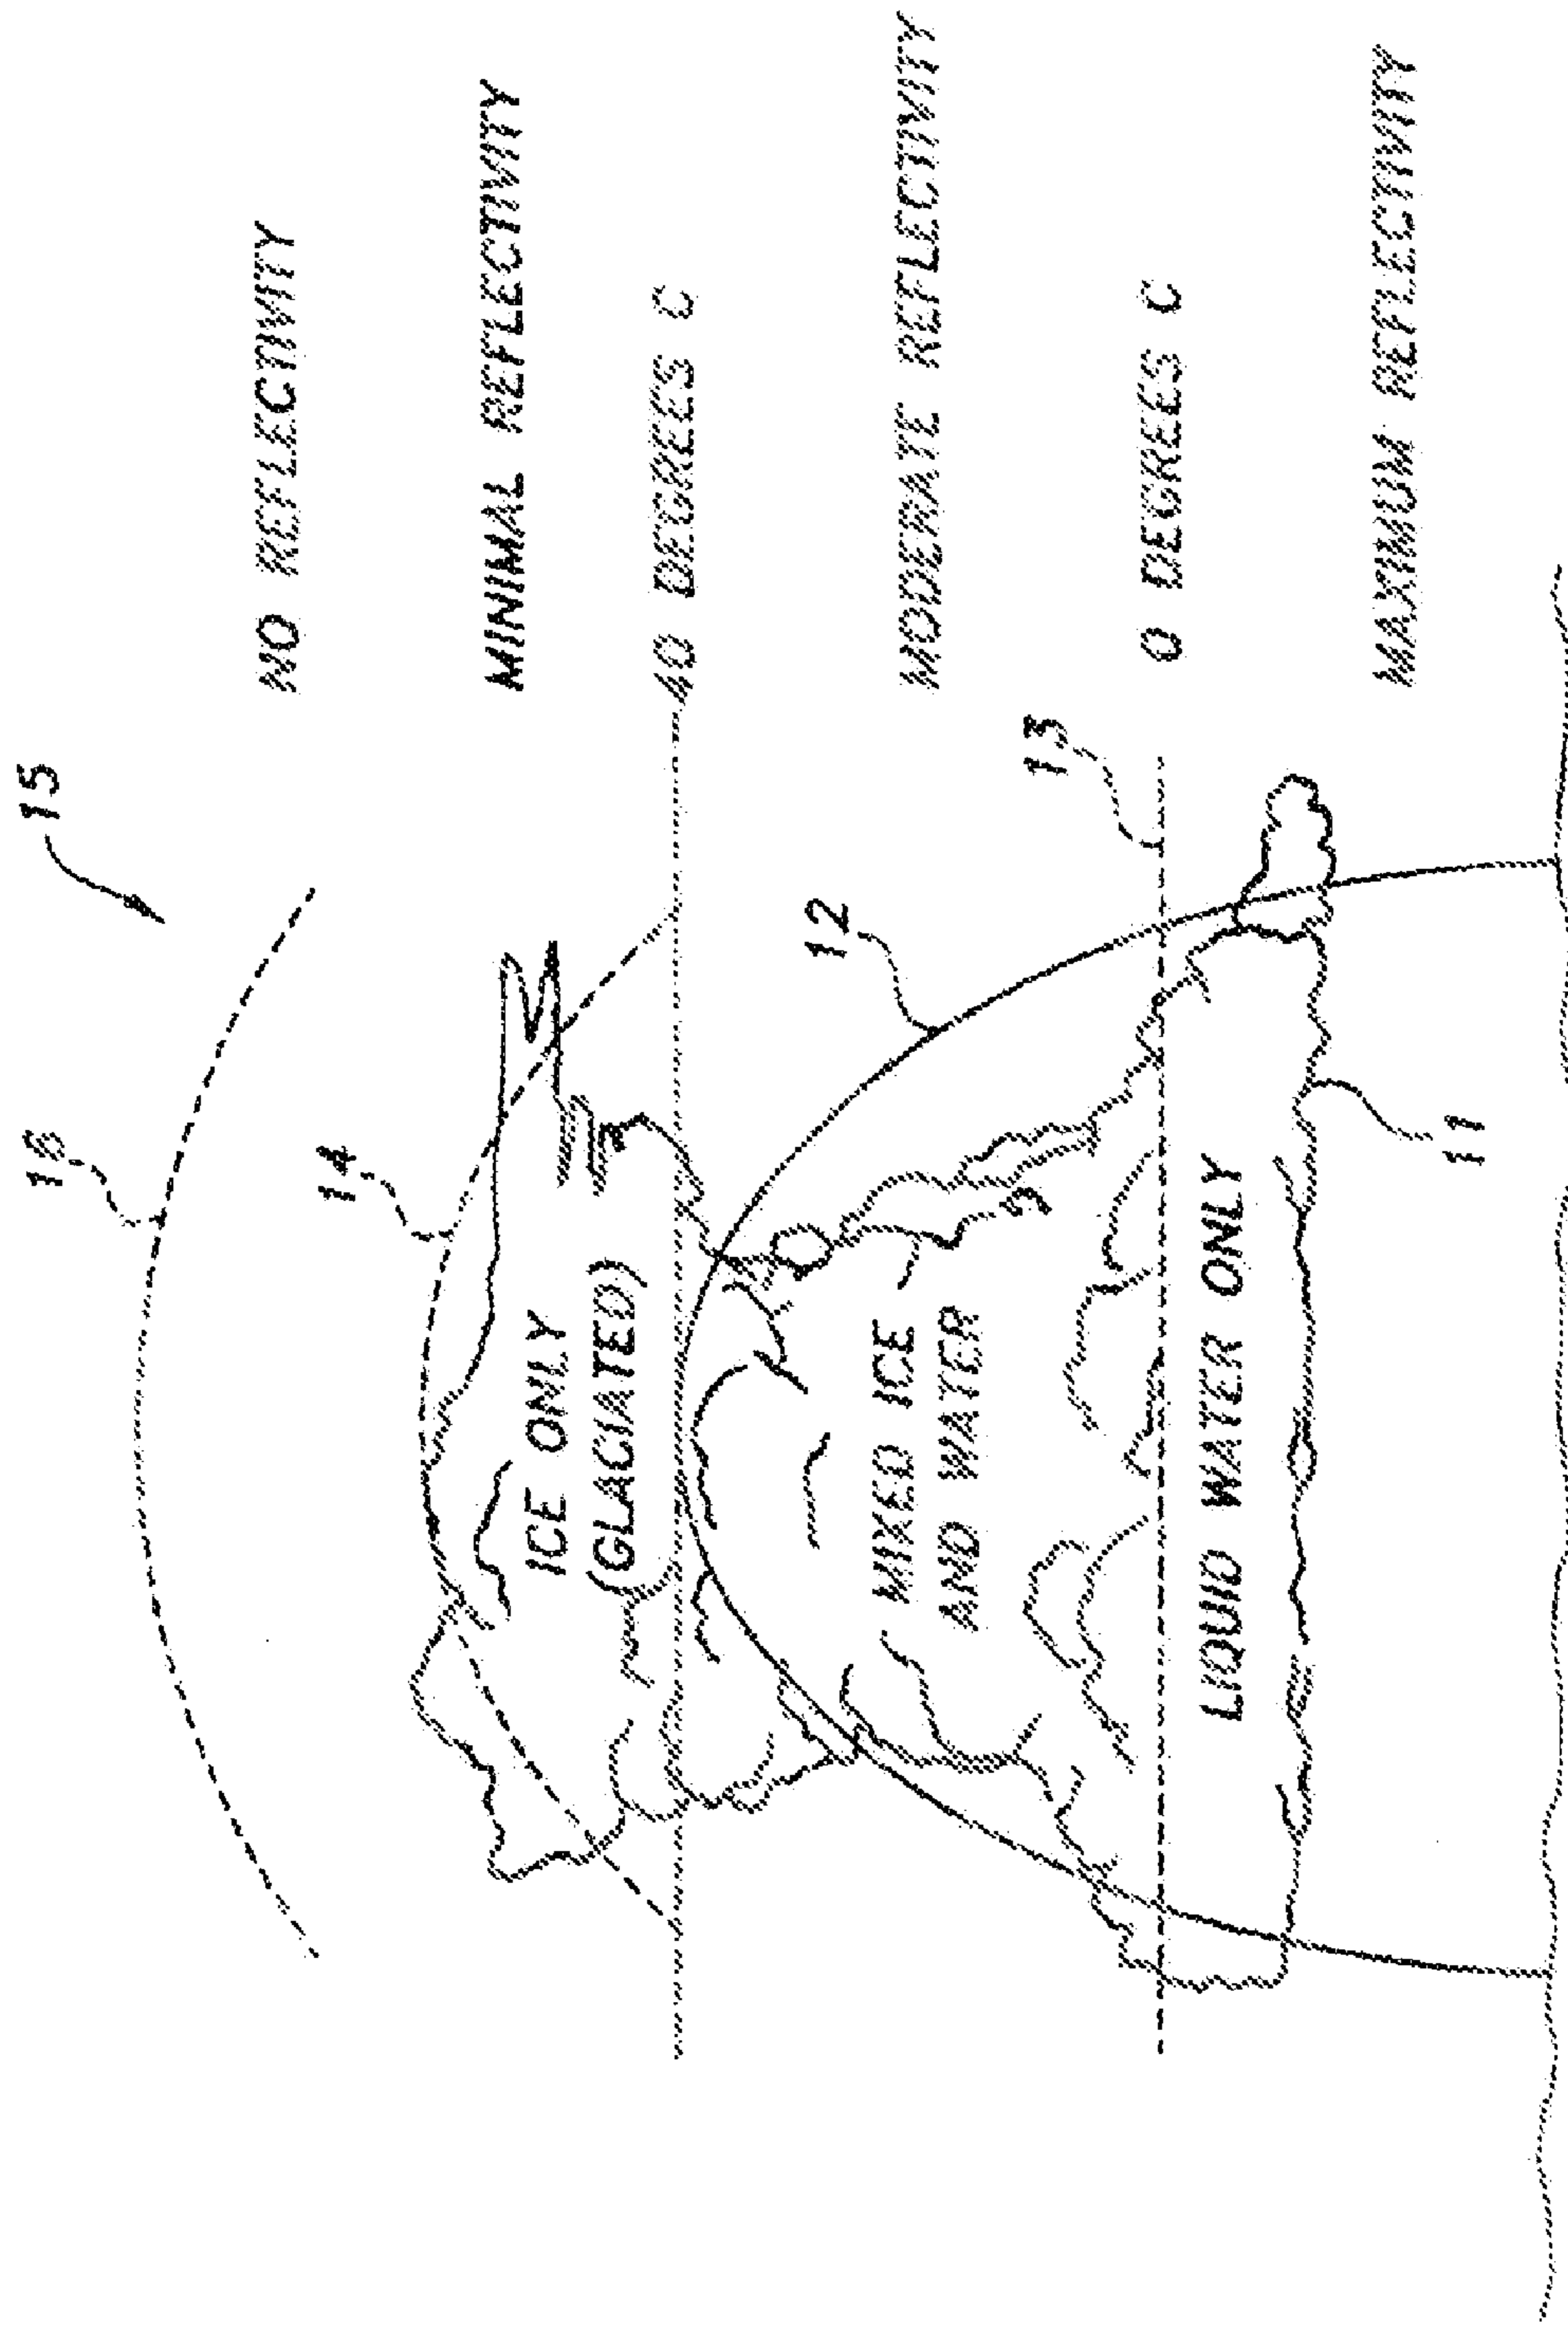 15
16
NO REFLECTIVITY
14
MINIMAL REFLECTIVITY
ICE ONLY
(GLACIATED)
40 DEGREES C
12
MODERATE REFLECTIVITY
MIXED ICE
AND WATER
13
0 DEGREES C
LIQUID WATER ONLY
MAXIMUM REFLECTIVITY
11